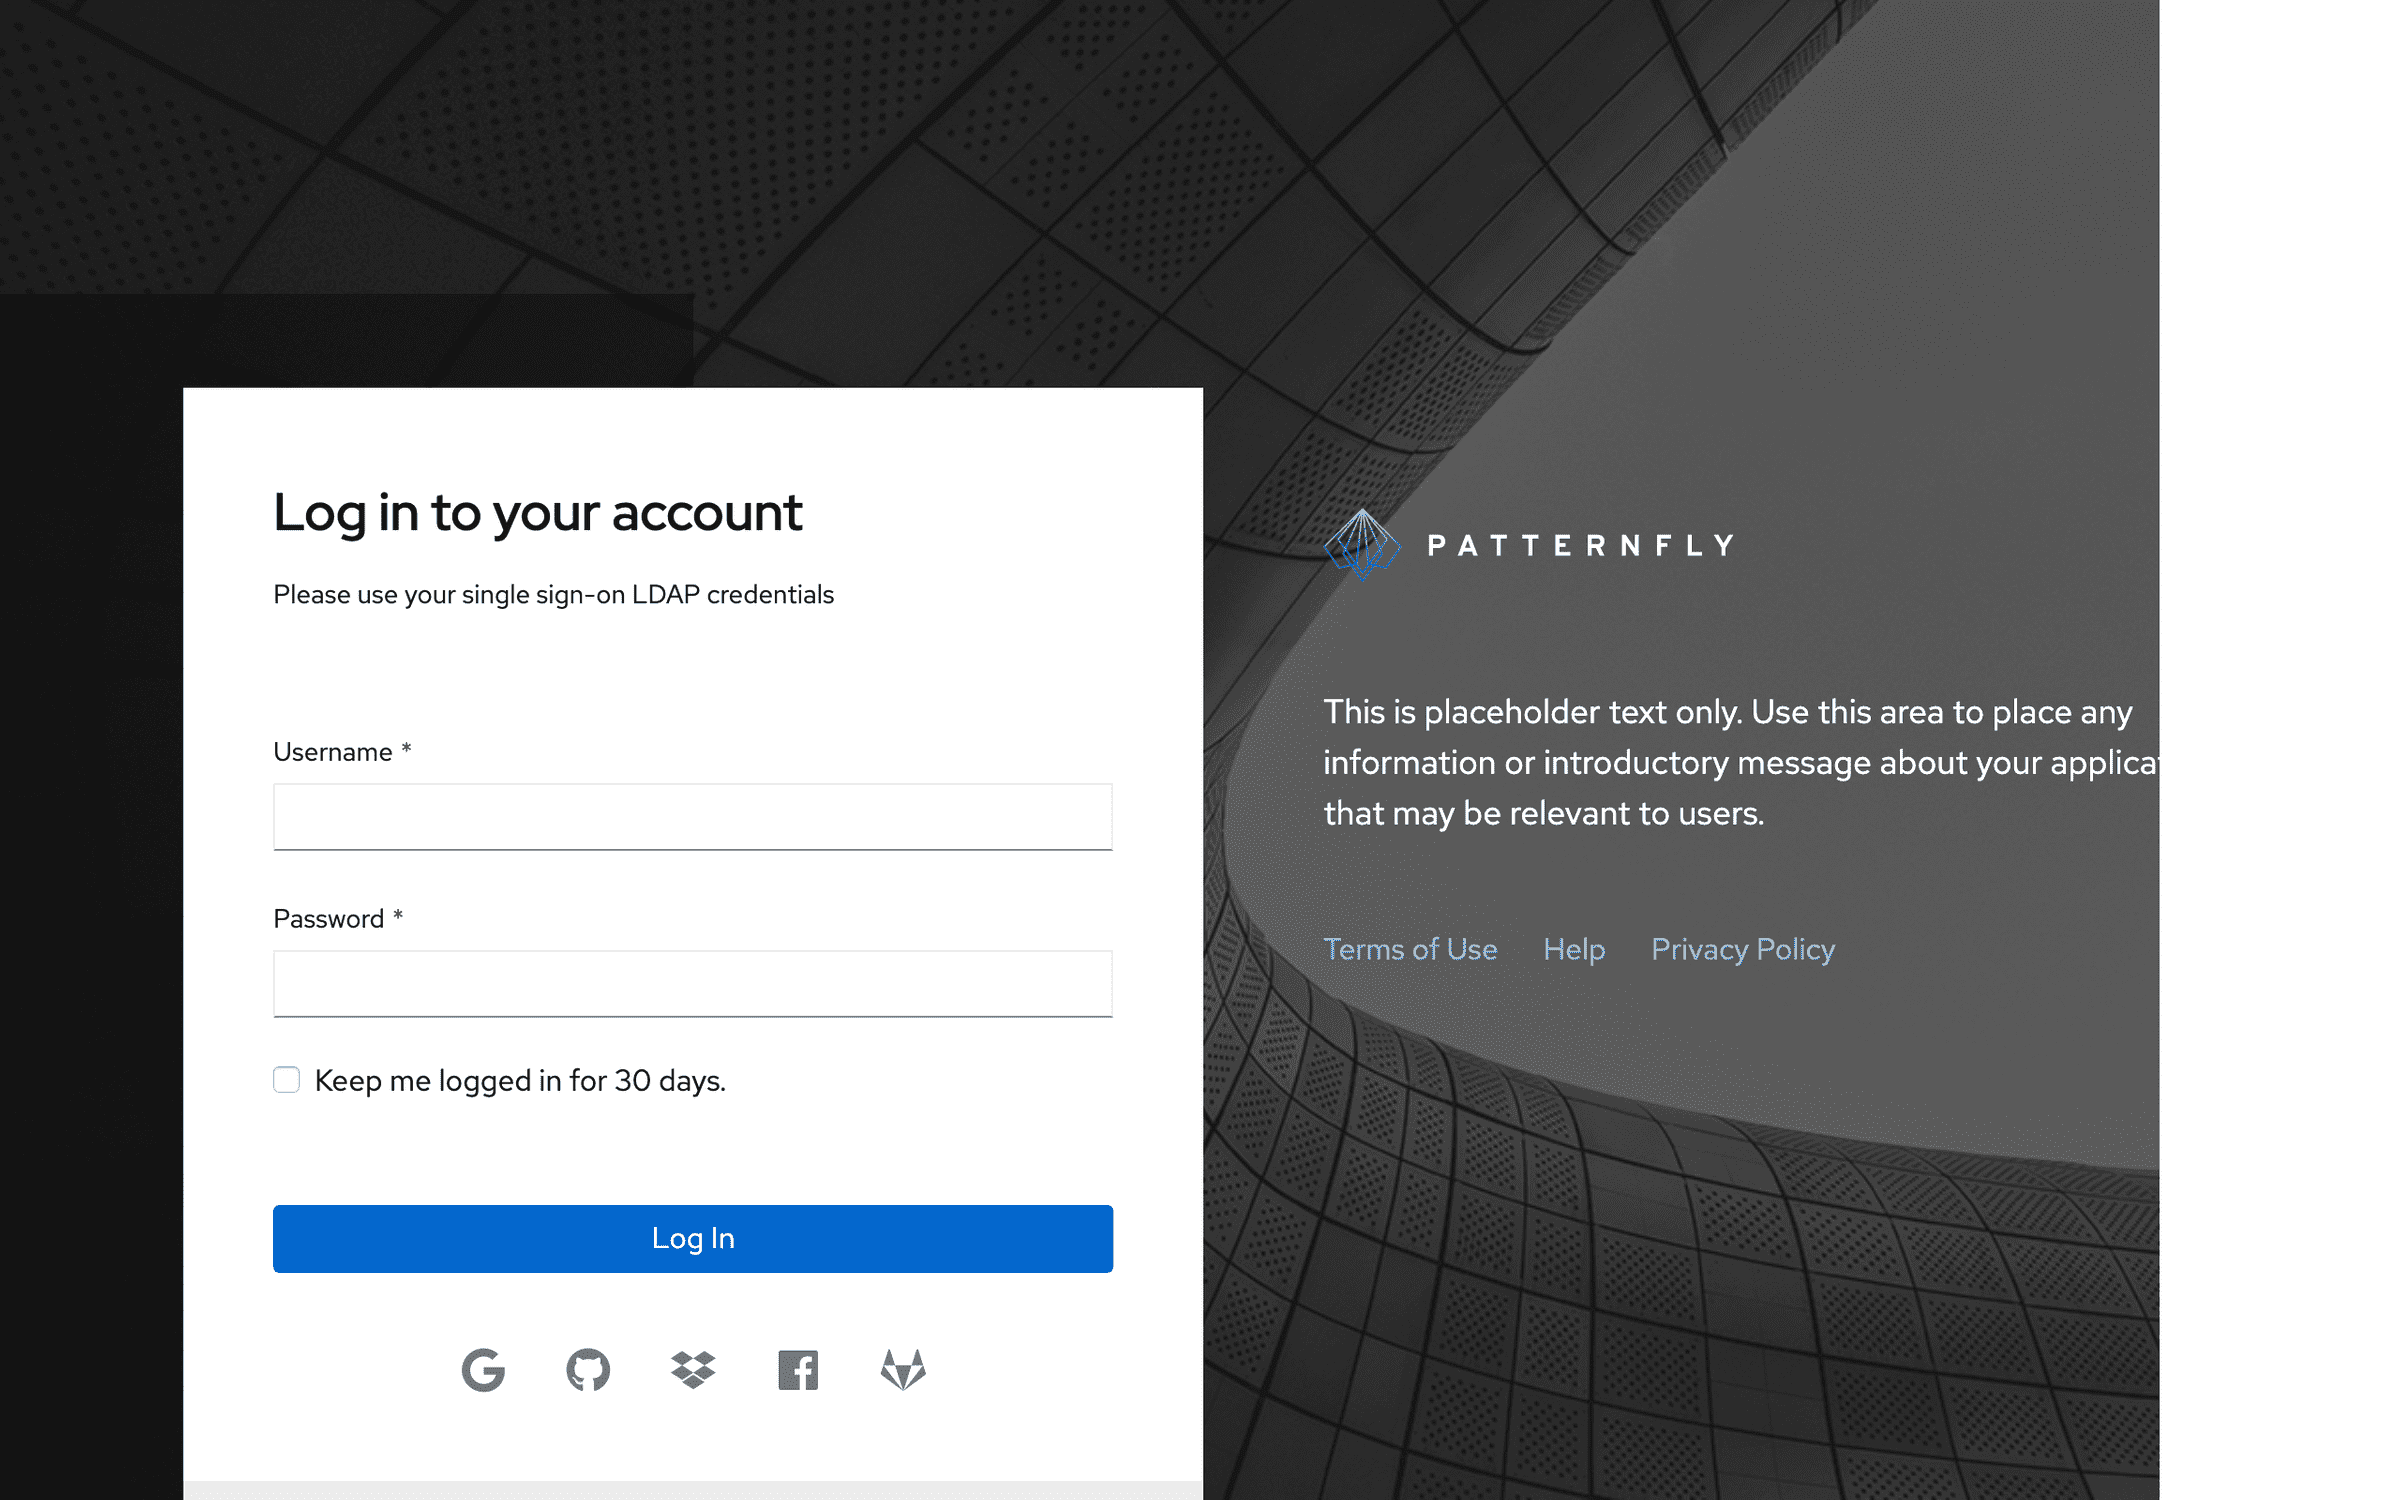 Log in to your account
Please use your single sign-on LDAP credentials
Username *
Password *
Keep me logged in for 30 days.
Log In
PATTERNFLY
This is placeholder text only. Use this area to place any
information or introductory message about your
that may be relevant to users.
Terms of Use Help Privacy Policy